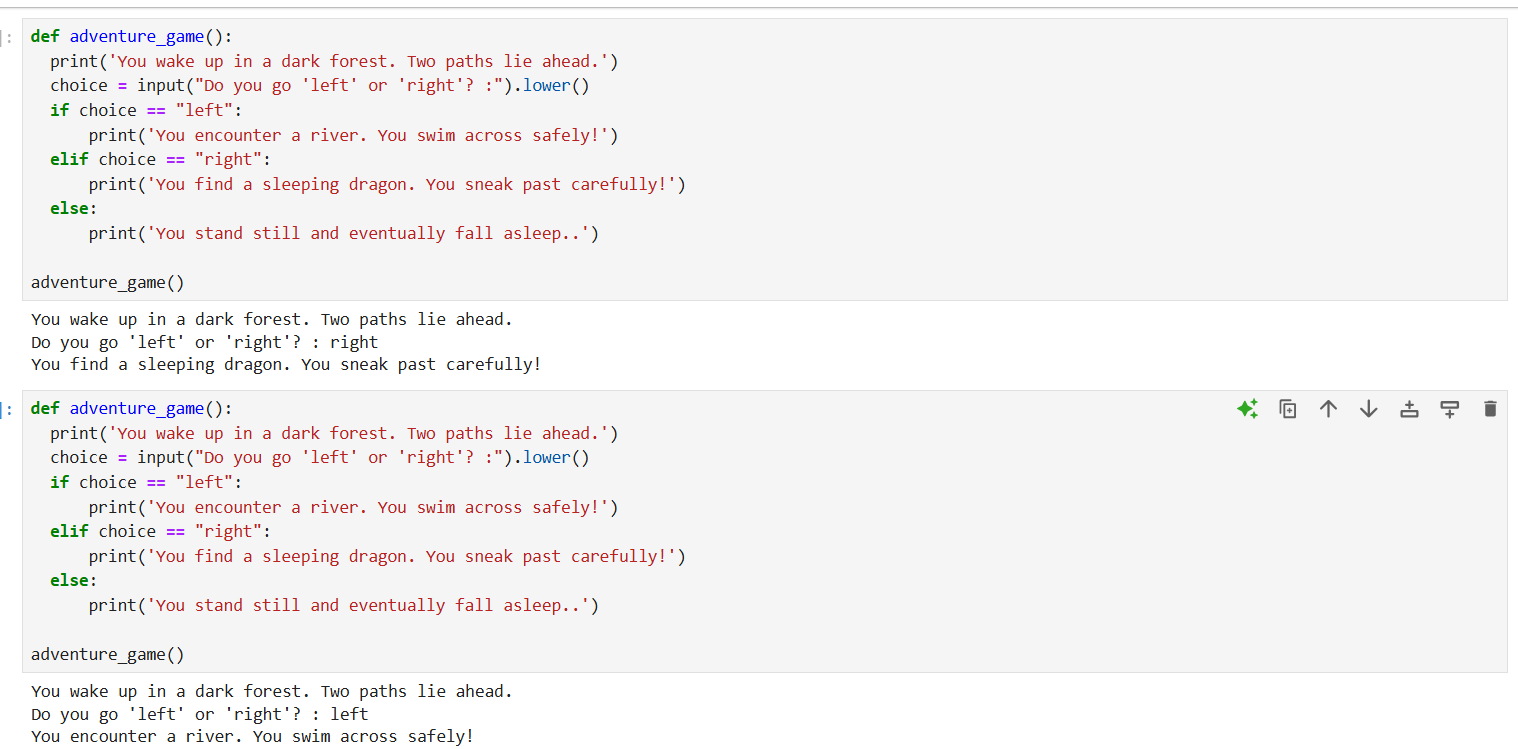 ]:
def adventure_game():
  print('You wake up in a dark forest. Two paths lie ahead.')
  choice = input("Do you go 'left' or 'right'? :").lower()
  if choice == "left":
      print('You encounter a river. You swim across safely!')
  elif choice == "right":
      print('You find a sleeping dragon. You sneak past carefully!')
  else:
      print('You stand still and eventually fall asleep..')
adventure_game()
You wake up in a dark forest. Two paths lie ahead.
Do you go 'left' or 'right'? : right
You find a sleeping dragon. You sneak past carefully!
]:
def adventure_game():
  print('You wake up in a dark forest. Two paths lie ahead.')
  choice = input("Do you go 'left' or 'right'? :").lower()
  if choice == "left":
      print('You encounter a river. You swim across safely!')
  elif choice == "right":
      print('You find a sleeping dragon. You sneak past carefully!')
  else:
      print('You stand still and eventually fall asleep..')
adventure_game()
You wake up in a dark forest. Two paths lie ahead.
Do you go 'left' or 'right'? : left
You encounter a river. You swim across safely!